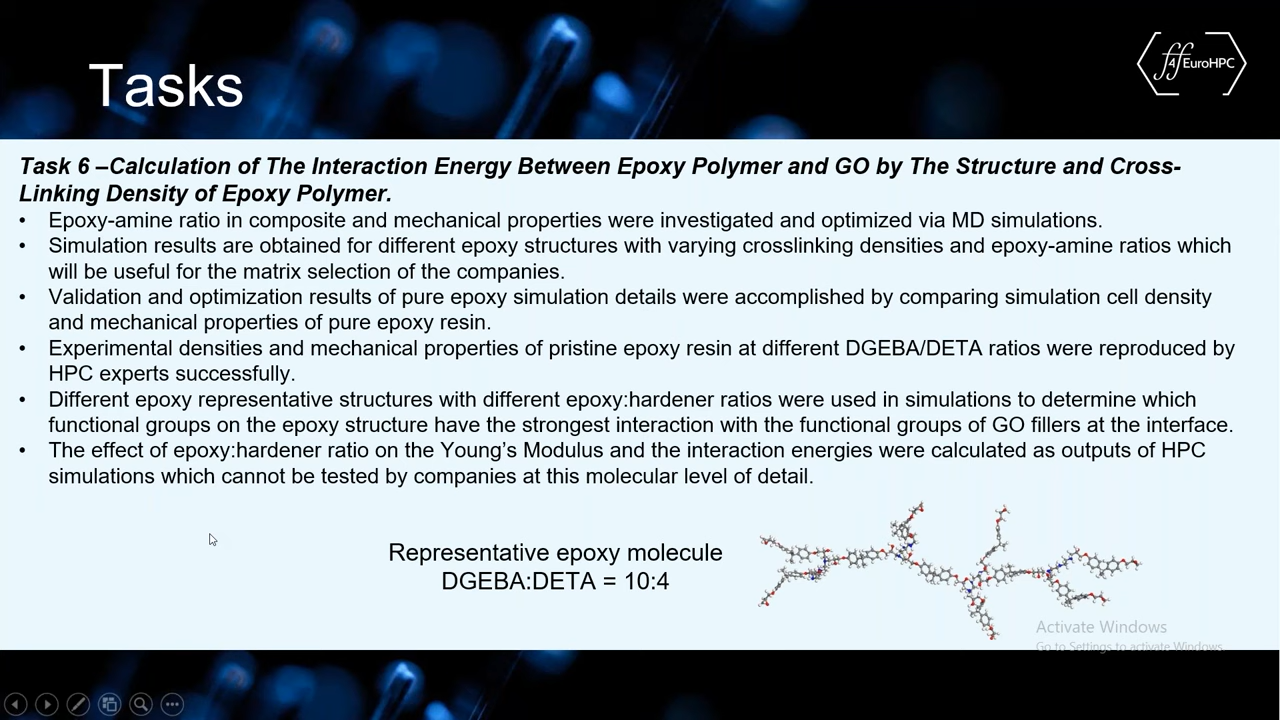 Tasks
ff4EuroHPC
Task 6 –Calculation of The Interaction Energy Between Epoxy Polymer and GO by The Structure and Cross-
Linking Density of Epoxy Polymer.
• Epoxy-amine ratio in composite and mechanical properties were investigated and optimized via MD simulations.
• Simulation results are obtained for different epoxy structures with varying crosslinking densities and epoxy-amine ratios which
will be useful for the matrix selection of the companies.
• Validation and optimization results of pure epoxy simulation details were accomplished by comparing simulation cell density
and mechanical properties of pure epoxy resin.
• Experimental densities and mechanical properties of pristine epoxy resin at different DGEBA/DETA ratios were reproduced by
HPC experts successfully.
• Different epoxy representative structures with different epoxy:hardener ratios were used in simulations to determine which
functional groups on the epoxy structure have the strongest interaction with the functional groups of GO fillers at the interface.
• The effect of epoxy:hardener ratio on the Young’s Modulus and the interaction energies were calculated as outputs of HPC
simulations which cannot be tested by companies at this molecular level of detail.
Representative epoxy molecule
DGEBA:DETA = 10:4
Activate Windows
Go to Settings to activate Windows.